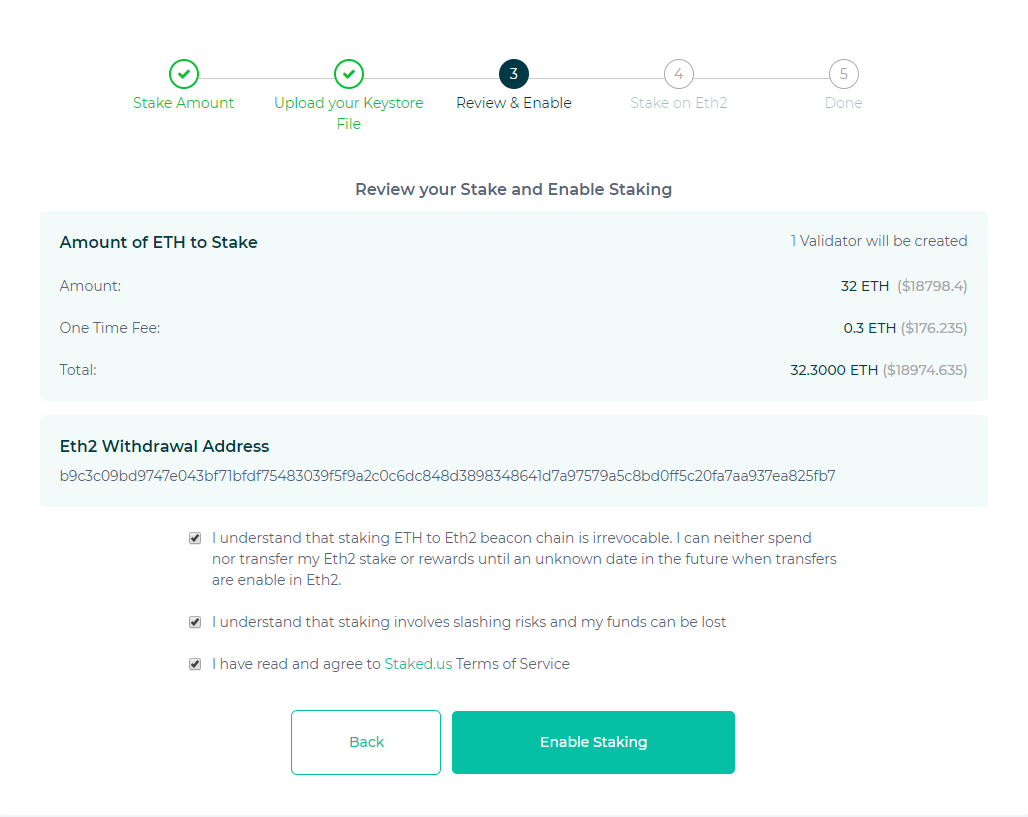 3
4
5
Stake Amount
Upload your Keystore
File
Review & Enable
Stake on Eth2
Done
Review your Stake and Enable Staking
Amount of ETH to Stake
1 Validator will be created
Amount:
32 ETH ($18798.4)
One Time Fee:
0.3 ETH ($176.235)
Total:
32.3000 ETH ($18974.635)
Eth2 Withdrawal Address
b9c3c09bd9747e043bf71bfdf75483039f5f9a2c0c6dc848d3898348641d7a97579a5c8bd0ff5c20fa7aa937ea825fb7
I understand that staking ETH to Eth2 beacon chain is irrevocable. I can neither spend
nor transfer my Eth2 stake or rewards until an unknown date in the future when transfers
are enable in Eth2.
I understand that staking involves slashing risks and my funds can be lost
I have read and agree to Staked.us Terms of Service
Back
Enable Staking